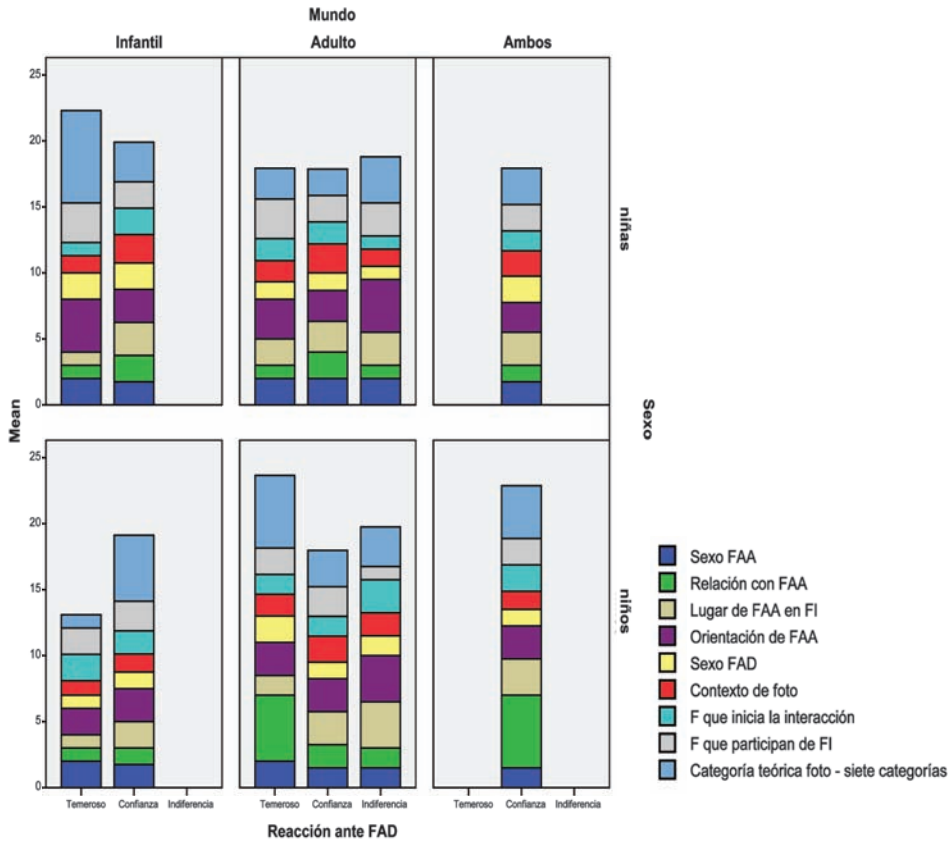 Mundo
Infantil
Adulto
Ambos
25
20
15
10
5
0
niñas
Mean
Sexo
25
20
15
10
5
0
niños
Temeroso Confianza Indiferencia
Temeroso Confianza Indiferencia
Temeroso Confianza Indiferencia
Reacción ante FAD
Sexo FAA
Relación con FAA
Lugar de FAA en FI
Orientación de FAA
Sexo FAD
Contexto de foto
F que inicia la interacción
F que participan de FI
Categoría teórica foto - siete categorías